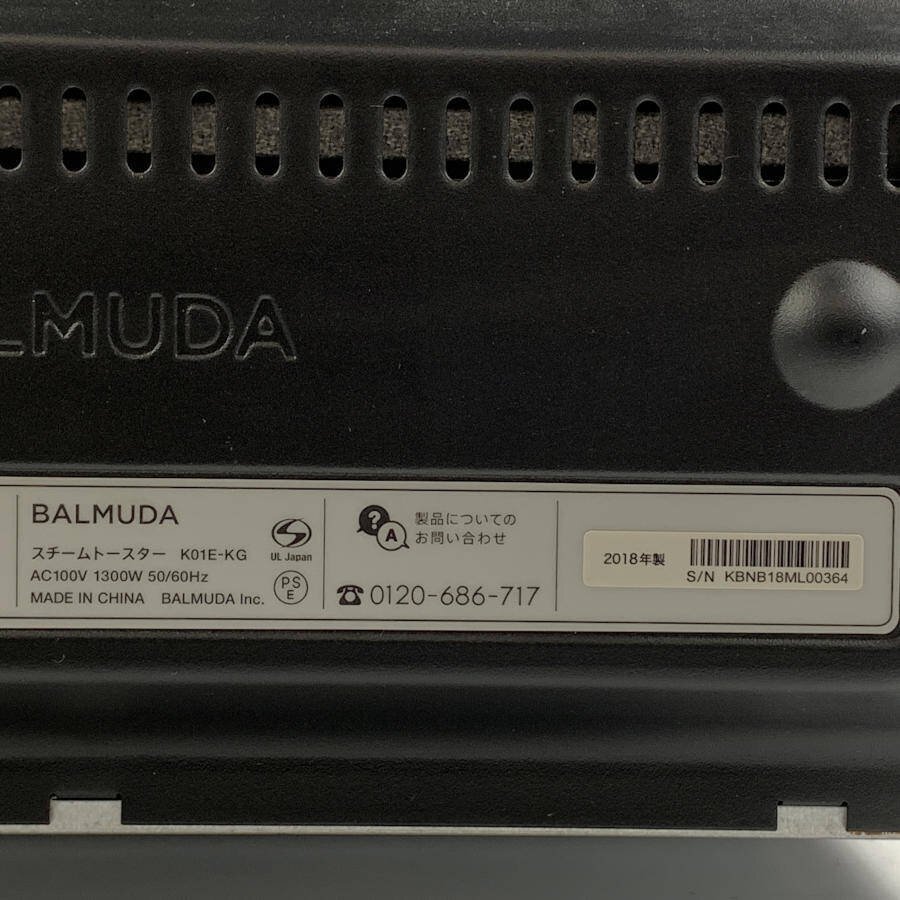 LMUDA
BALMUDA
スチームトースター K01E-KG
AC100V 1300W 50/60Hz
MADE IN CHINA BALMUDA Inc.
UL Japan
PS
E
Q
A
製品についての
お問い合わせ
0120-686-717
2018年製
S/N KBNB18ML00364